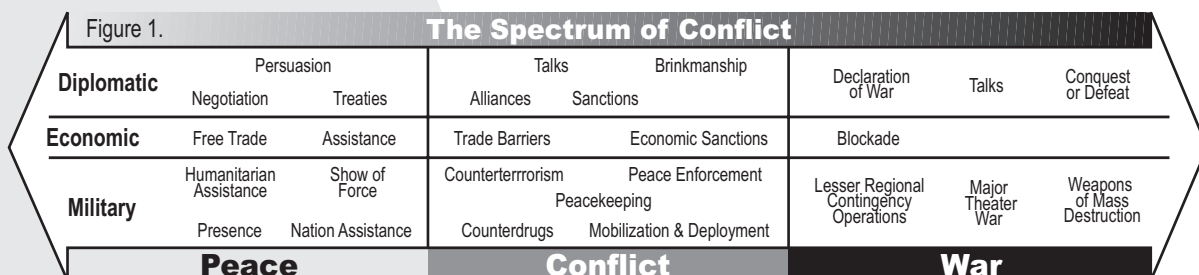 Figure 1.
The Spectrum of Conflict
Diplomatic
Persuasion
Negotiation Treaties
Talks Brinkmanship
Alliances Sanctions
Declaration
of War
Talks
Conquest
or Defeat
Economic
Free Trade Assistance
Trade Barriers Economic Sanctions
Blockade
Military
Humanitarian
Assistance
Show of
Force
Presence Nation Assistance
Counterterrrorism Peace Enforcement
Peacekeeping
Counterdrugs Mobilization & Deployment
Lesser Regional
Contingency
Operations
Major
Theater
War
Weapons
of Mass
Destruction
Peace Conflict War